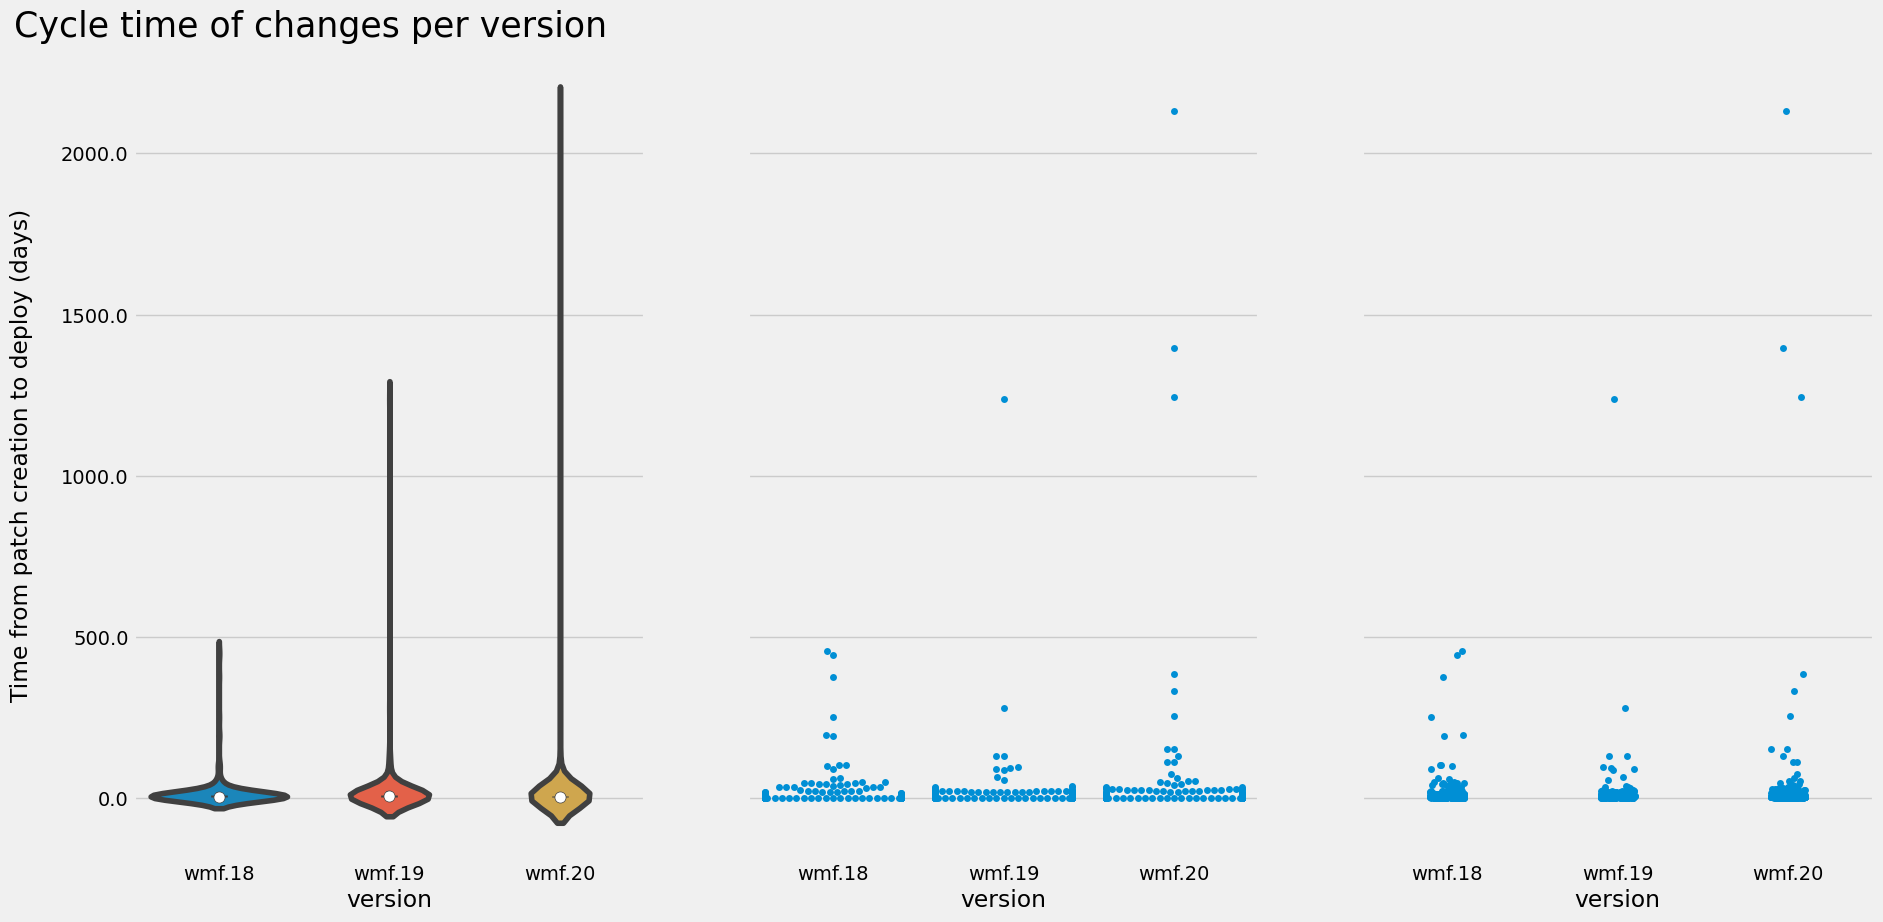 Cycle time of changes per version
Time from patch creation to deploy (days)
2000.0
1500.0
1000.0
500.0
0.0
wmf.18 wmf.19 wmf.20
version
wmf.18 wmf.19 wmf.20
version
wmf.18 wmf.19 wmf.20
version